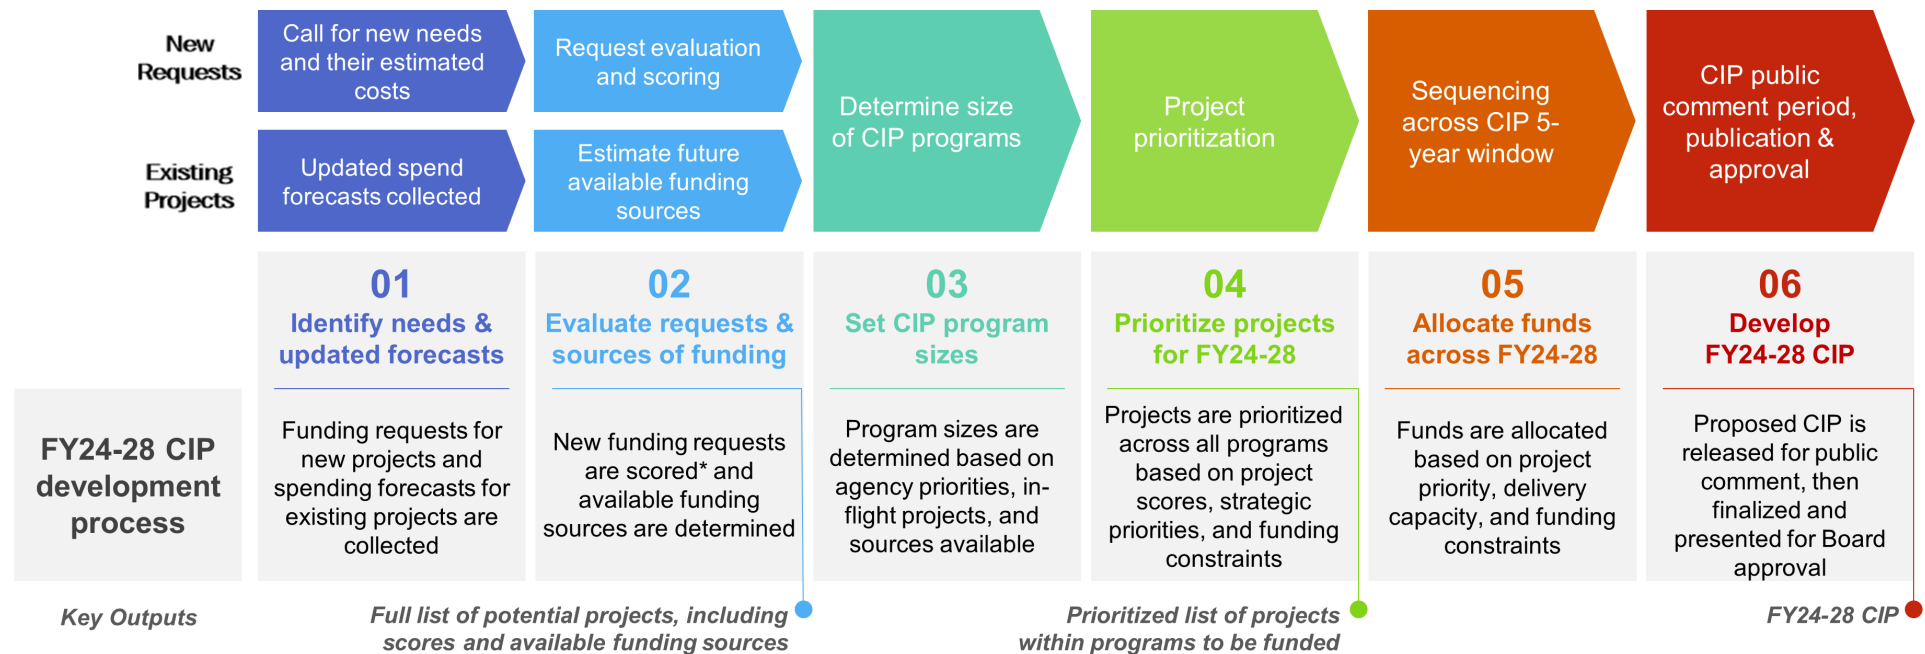 New
Requests
Call for new needs
and their estimated
costs
Request evaluation
and scoring
Existing
Projects
Updated spend
forecasts collected
Estimate future
available funding
sources
Determine size
of CIP programs
Project
prioritization
Sequencing
across CIP 5-
year window
CIP public
comment period,
publication &
approval
01
Identify needs &
updated forecasts
02
Evaluate requests &
sources of funding
03
Set CIP program
sizes
04
Prioritize projects
for FY24-28
05
Allocate funds
across FY24-28
06
Develop
FY24-28 CIP
FY24-28 CIP
development
process
Funding requests for
new projects and
spending forecasts for
existing projects are
collected
New funding requests
are scored* and
available funding
sources are determined
Program sizes are
determined based on
agency priorities, in-
flight projects, and
sources available
Projects are prioritized
across all programs
based on project
scores, strategic
priorities, and funding
constraints
Funds are allocated
based on project
priority, delivery
capacity, and funding
constraints
Proposed CIP is
released for public
comment, then
finalized and
presented for Board
approval
Key Outputs
Full list of potential projects, including
scores and available funding sources
Prioritized list of projects
within programs to be funded
FY24-28 CIP